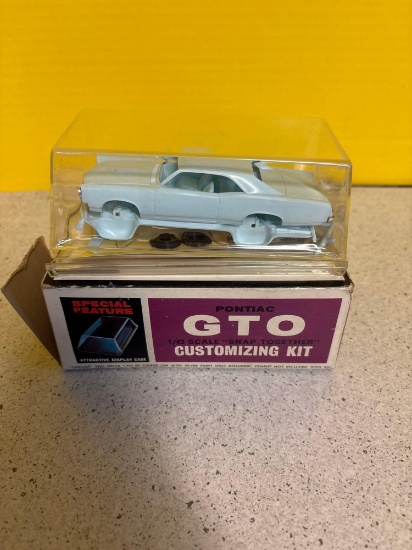 SPECIAL
FEATURE
ATTRACTIVE DISPLAY CASE
PONTIAC
GTO
1/43 SCALE "SNAP TOGETHER"
CUSTOMIZING KIT